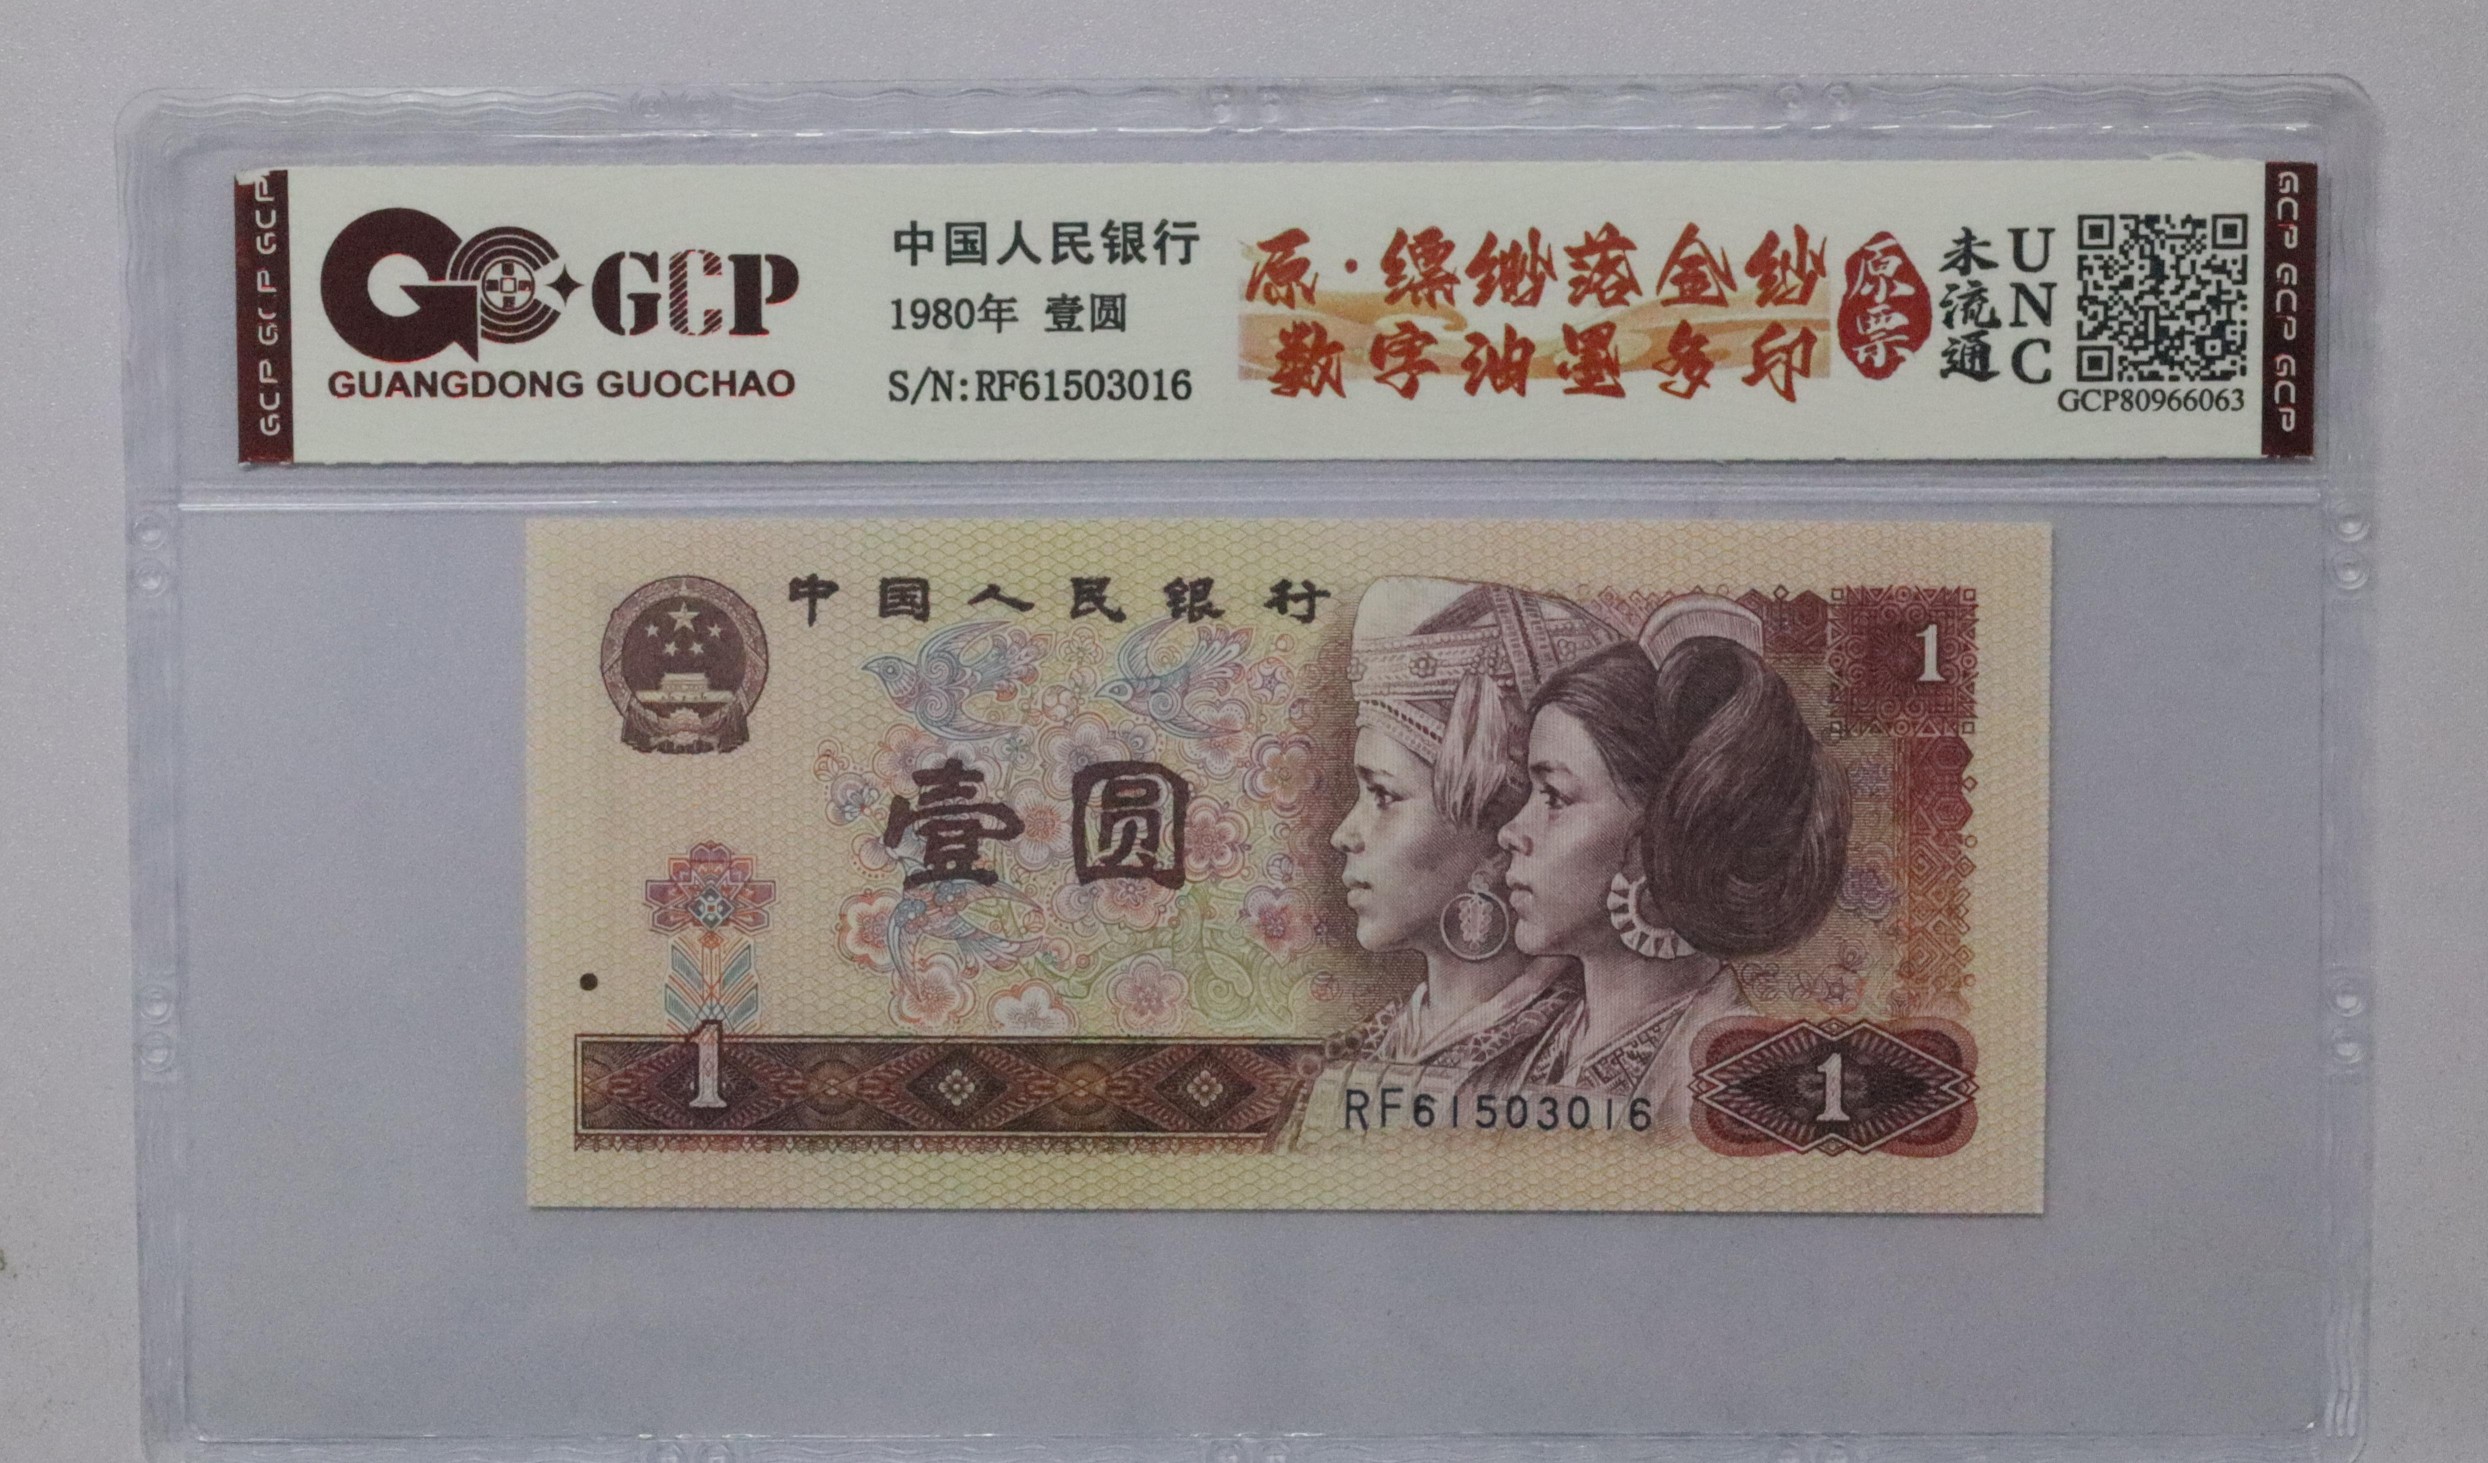 GCP GCP GCP
GCP
GUANGDONG GUOCHAO
中国人民银行
1980年 壹圆
S/N:RF61503016
原·缥缈落金纱
数字油墨多印
原票
未流通
UNC
GCP80966063
GCP GCP GCP
中国人民银行
1
壹圆
1
1
RF61503016